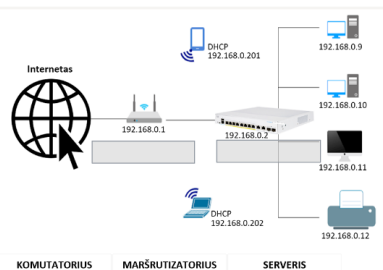 DHCP
192.168.0.201
192.168.0.9
Internetas
192.168.0.10
192.168.0.1
192.168.0.2
192.168.0.11
DHCP
192.168.0.202
192.168.0.12
KOMUTATORIUS MARŠRUTIZATORIUS SERVERIS